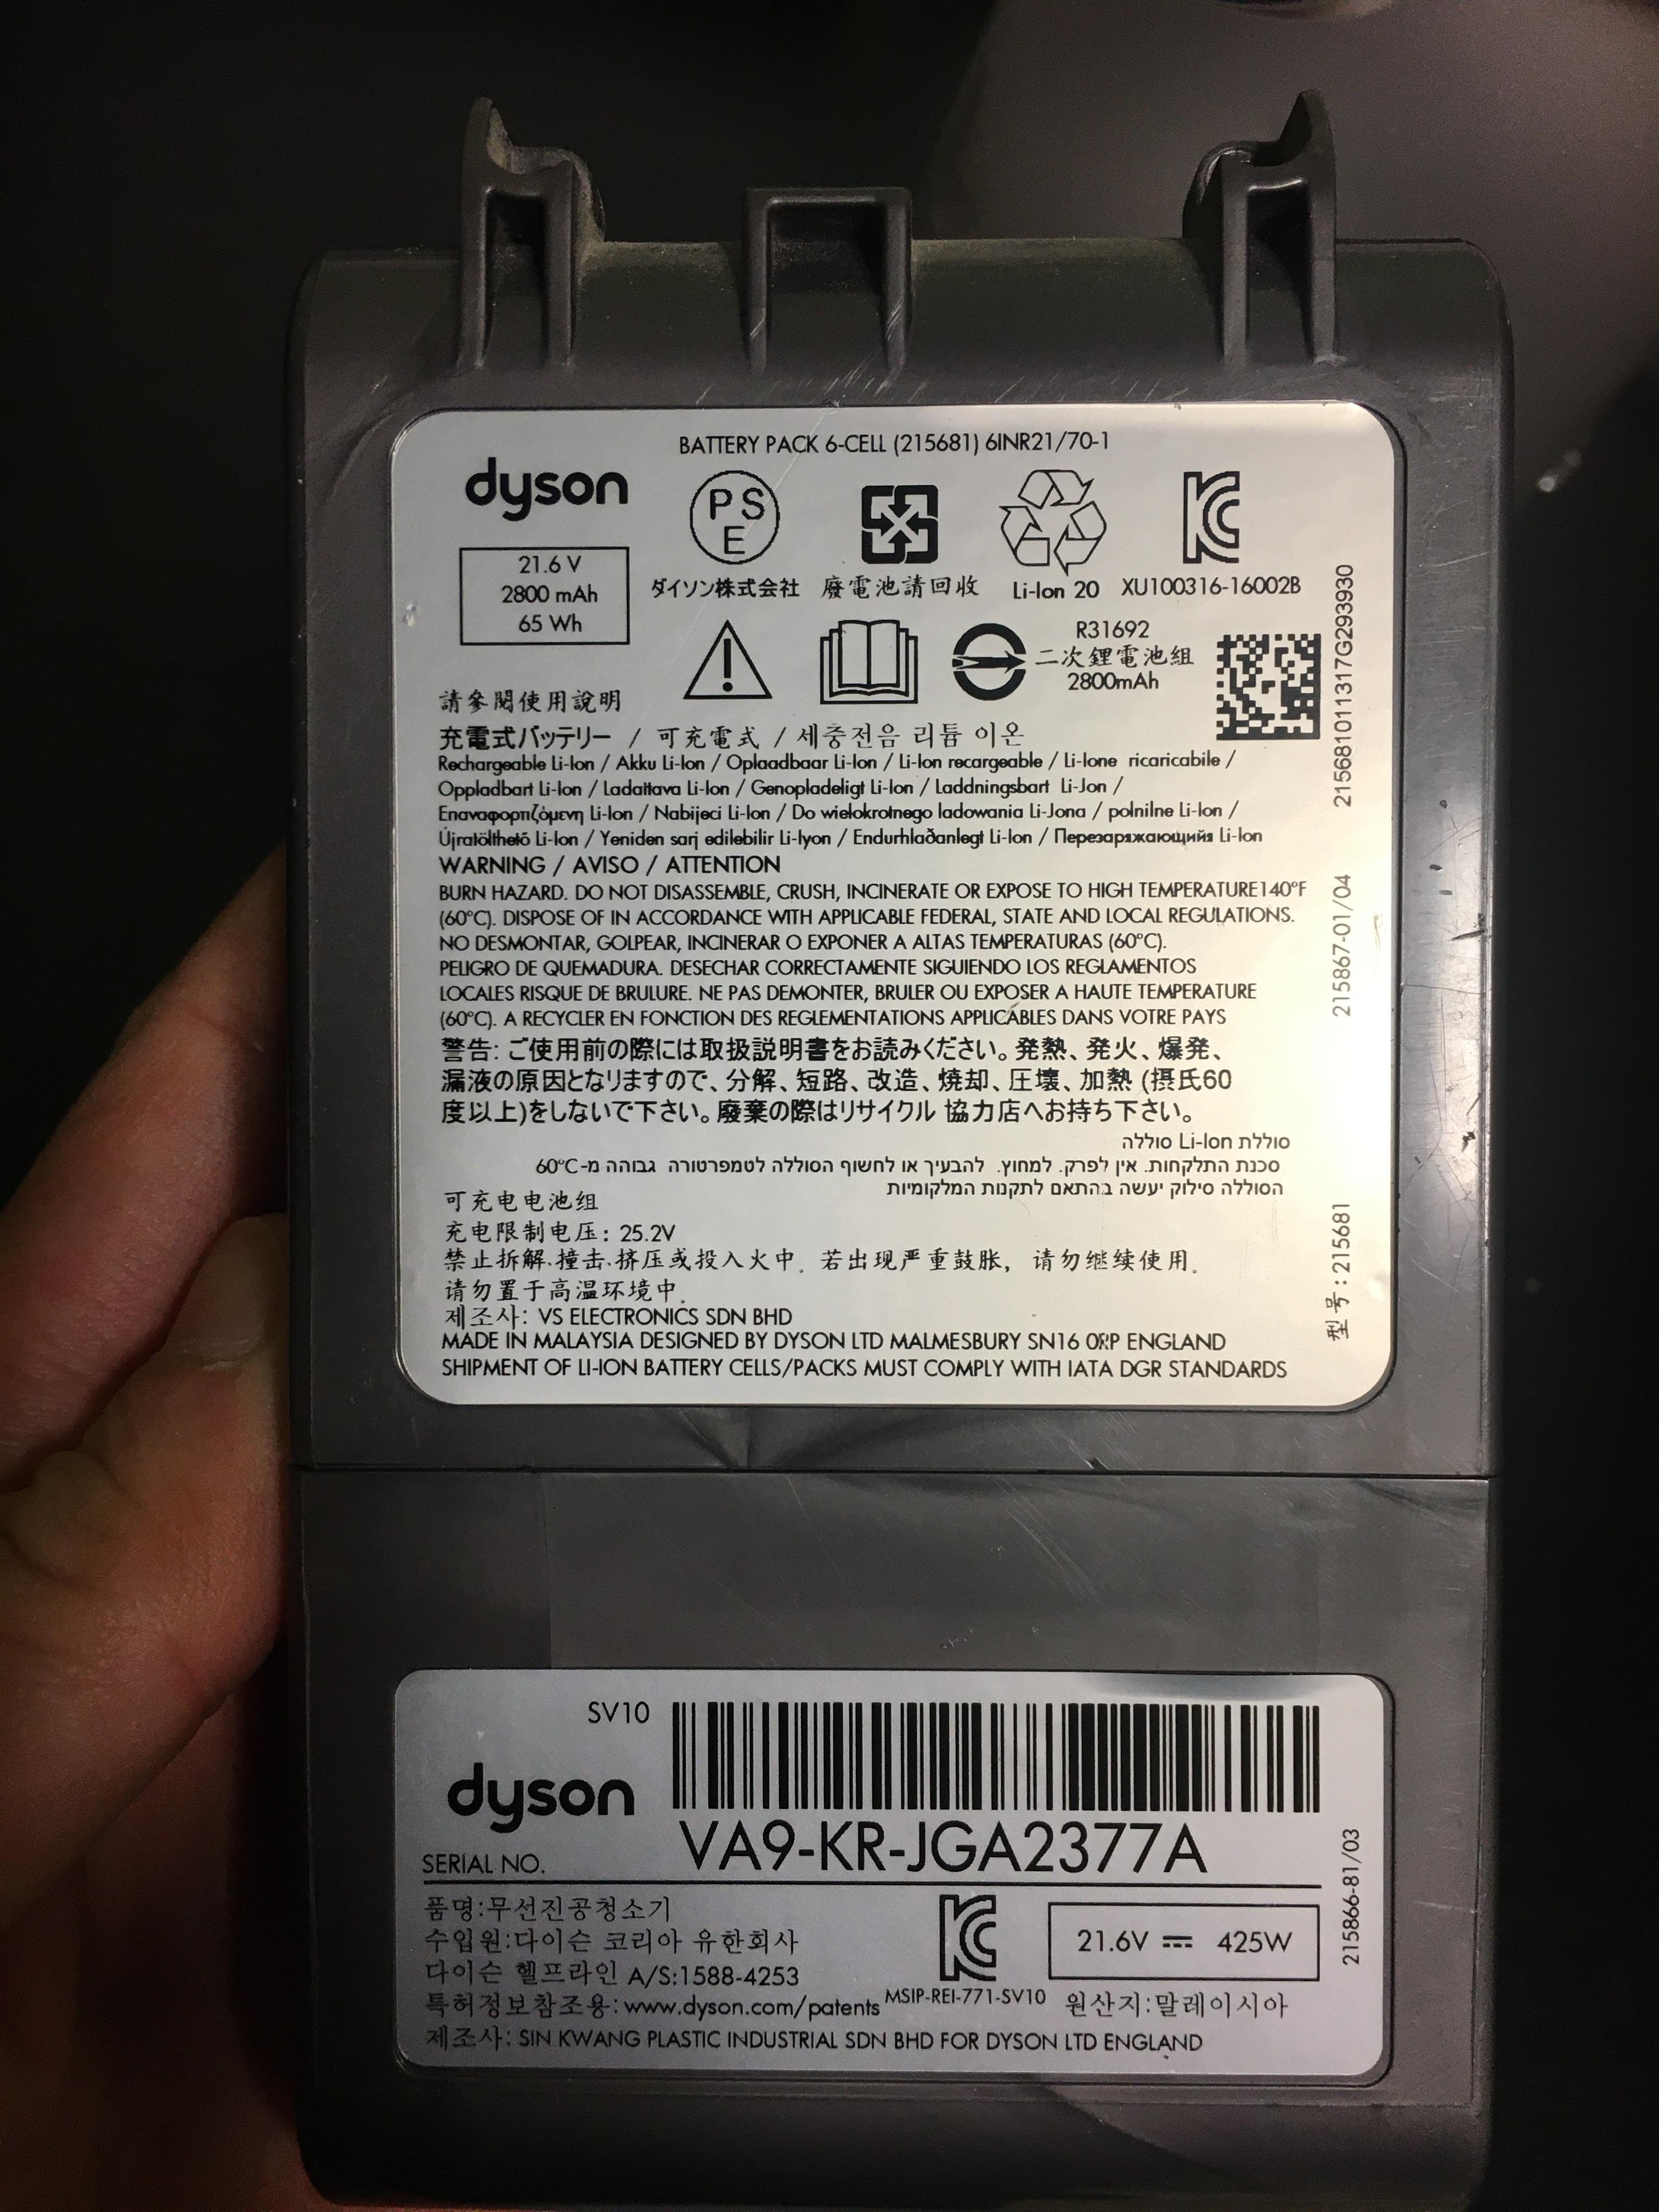 BATTERY PACK 6-CELL (215681) 6INR21/70-1
dyson
PS
E
21.6 V
2800 mAh
65 Wh
ダイソン株式会社
廢電池請回收
Li-Ion 20
XU100316-16002B
R31692
二次鋰電池組
2800mAh
21568101131​7G293930
請參閱使用說明
充電式バッテリー / 可充電式 / 세충전음 리튬 이온
Rechargeable Li-Ion / Akku Li-Ion / Oplaadbaar Li-Ion / Li-Ion recargeable / Li-Ione ricaricabile /
Oppladbart Li-Ion / Ladattava Li-Ion / Genopladeligt Li-Ion / Laddningsbart Li-Jon /
Επαναφορτιζόμενη Li-Ion / Nabijeci Li-Ion / Do wielokrotnego ladowania Li-Jona / polnilne Li-Ion /
Újratölthető Li-Ion / Yeniden sarj edilebilir Li-Iyon / Endurhlaðanlegt Li-Ion / Перезаряжающийя Li-Ion
WARNING / AVISO / ATTENTION
BURN HAZARD. DO NOT DISASSEMBLE, CRUSH, INCINERATE OR EXPOSE TO HIGH TEMPERATURE140°F
(60°C). DISPOSE OF IN ACCORDANCE WITH APPLICABLE FEDERAL, STATE AND LOCAL REGULATIONS.
NO DESMONTAR, GOLPEAR, INCINERAR O EXPONER A ALTAS TEMPERATURAS (60°C).
PELIGRO DE QUEMADURA. DESECHAR CORRECTAMENTE SIGUIENDO LOS REGLAMENTOS
LOCALES RISQUE DE BRULURE. NE PAS DEMONTER, BRULER OU EXPOSER A HAUTE TEMPERATURE
(60°C). A RECYCLER EN FONCTION DES REGLEMENTATIONS APPLICABLES DANS VOTRE PAYS
215867-01/04
警告: ご使用前の際には取扱説明書をお読みください。発熱、発火、爆発、
漏液の原因となりますので、分解、短路、改造、焼却、圧壊、加熱 (摂氏60
度以上)をしないで下さい。廃棄の際はリサイクル 協力店へお持ち下さい。
סוללת Li-Ion סוללה
סכנת התלקחות. אין לפרק. למחוץ. להבעיך או לחשוף הסוללה לטמפרטורה גבוהה מ-60°C
הסוללה סילוק יעשה בהתאם לתקנות המלקומיות
可充电电池组
充电限制电压: 25.2V
禁止拆解.撞击.挤压或投入火中. 若出现严重鼓胀, 请勿继续使用.
请勿置于高温环境中.
型号:215681
제조사: VS ELECTRONICS SDN BHD
MADE IN MALAYSIA DESIGNED BY DYSON LTD MALMESBURY SN16 0RP ENGLAND
SHIPMENT OF LI-ION BATTERY CELLS/PACKS MUST COMPLY WITH IATA DGR STANDARDS
SV10
dyson
SERIAL NO. VA9-KR-JGA2377A
215866-81/03
품명:무선진공청소기
수입원:다이슨 코리아 유한회사
다이슨 헬프라인 A/S:1588-4253
21.6V 425W
특허정보참조용: www.dyson.com/patents
MSIP-REI-771-SV10
원산지:말레이시아
제조사: SIN KWANG PLASTIC INDUSTRIAL SDN BHD FOR DYSON LTD ENGLAND